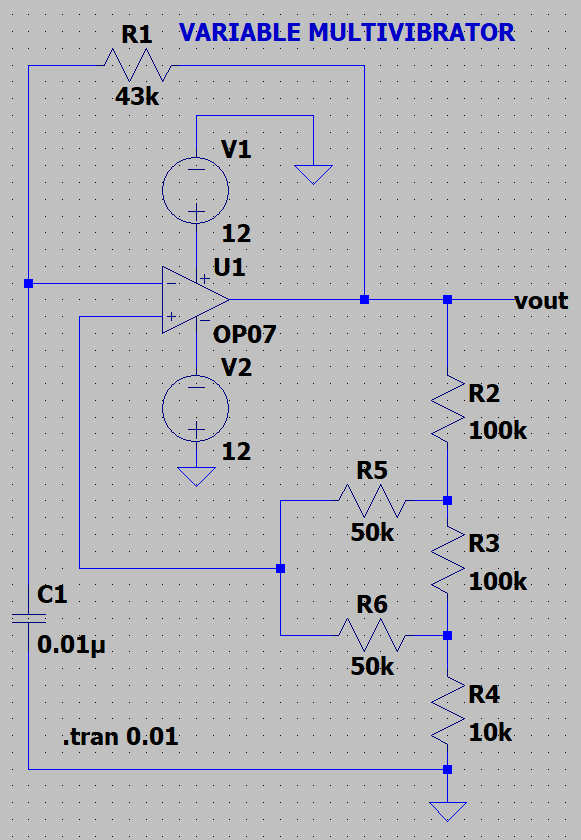 VARIABLE MULTIVIBRATOR
R1
43k
V1
12
U1
OP07
vout
V2
12
R2
100k
R5
50k
R3
100k
C1
0.01µ
R6
50k
R4
10k
.tran 0.01